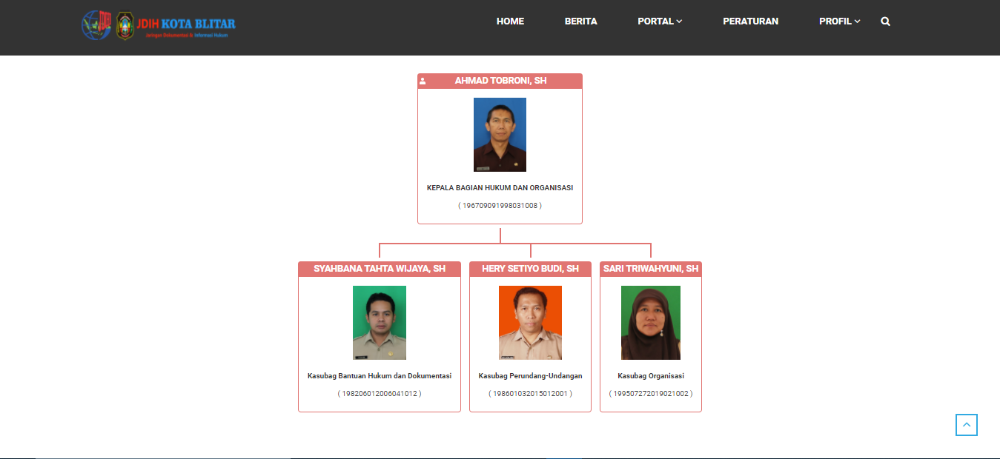 JDIH KOTA BLITAR
Jaringan Dokumentasi & Informasi Hukum
HOME BERITA PORTAL PERATURAN PROFIL
AHMAD TOBRONI, SH
KEPALA BAGIAN HUKUM DAN ORGANISASI
( 196709091998031008 )
SYAHBANA TAHTA WIJAYA, SH
Kasubag Bantuan Hukum dan Dokumentasi
( 198206012006041012 )
HERY SETIYO BUDI, SH
Kasubag Perundang-Undangan
( 198601032015012001 )
SARI TRIWAHYUNI, SH
Kasubag Organisasi
( 199507272019021002 )